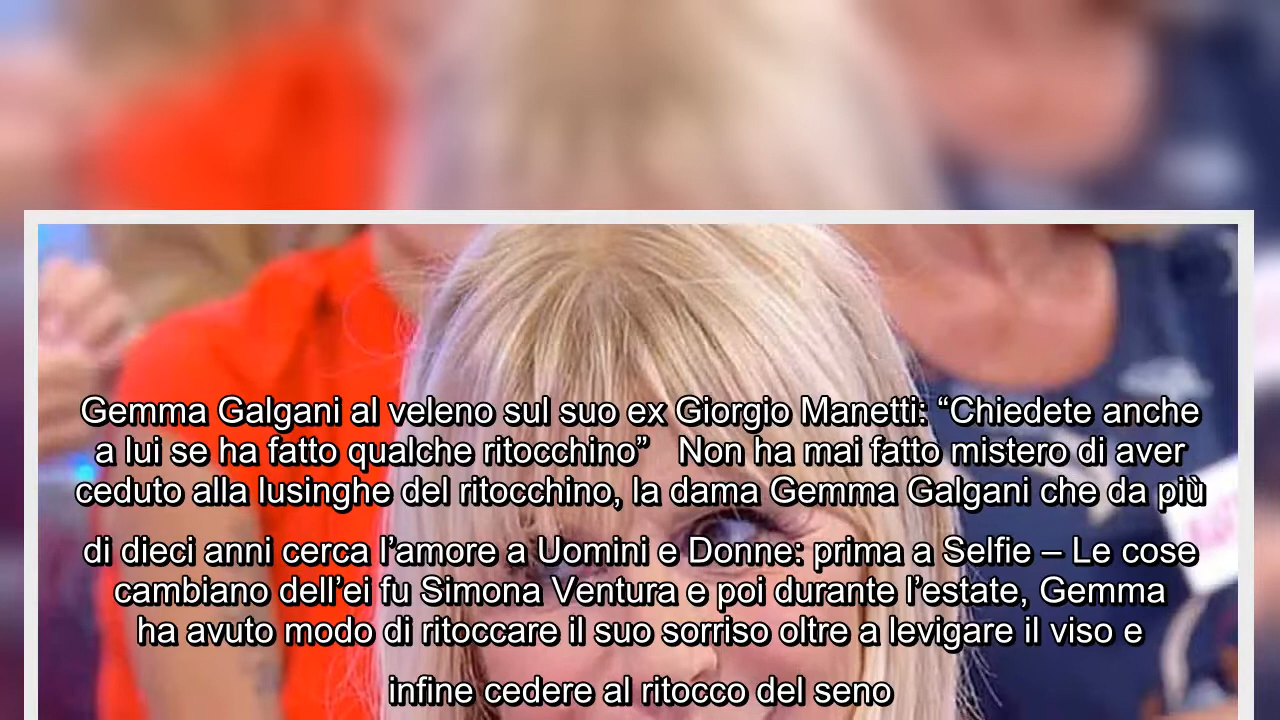 Gemma Galgani al veleno sul suo ex Giorgio Manetti: “Chiedete anche
a lui se ha fatto qualche ritocchino”   Non ha mai fatto mistero di aver
ceduto alla lusinghe del ritocchino, la dama Gemma Galgani che da più
di dieci anni cerca l’amore a Uomini e Donne: prima a Selfie – Le cose
cambiano dell’ei fu Simona Ventura e poi durante l’estate, Gemma
ha avuto modo di ritoccare il suo sorriso oltre a levigare il viso e
infine cedere al ritocco del seno